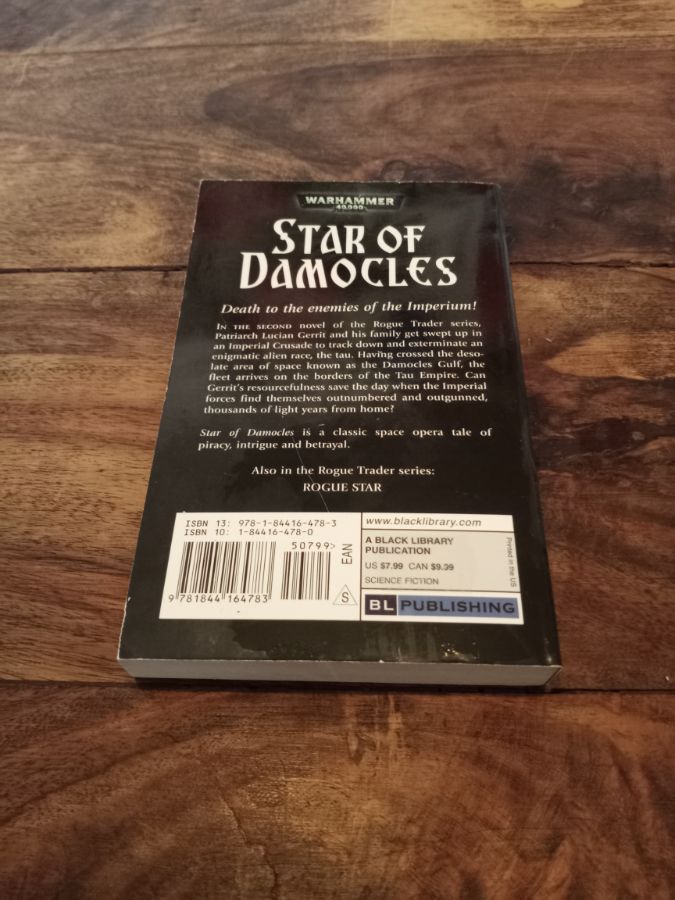 WARHAMMER
40,000
STAR OF
DAMOCLES
Death to the enemies of the Imperium!
IN THE SECOND novel of the Rogue Trader series,
Patriarch Lucian Gerrit and his family get swept up in
an Imperial Crusade to track down and exterminate an
enigmatic alien race, the tau. Having crossed the deso-
late area of space known as the Damocles Gulf, the
fleet arrives on the borders of the Tau Empire. Can
Gerrit's resourcefulness save the day when the Imperial
forces find themselves outnumbered and outgunned,
thousands of light years from home?
Star of Damocles is a classic space opera tale of
piracy, intrigue and betrayal.
Also in the Rogue Trader series:
ROGUE STAR
ISBN 13: 978-1-84416-478-3
ISBN 10: 1-84416-478-0
50799>
EAN
9 781844 164783
S
www.blacklibrary.com
A BLACK LIBRARY
PUBLICATION
US $7.99 CAN $9.39
SCIENCE FICTION
Printed in the US
BL PUBLISHING